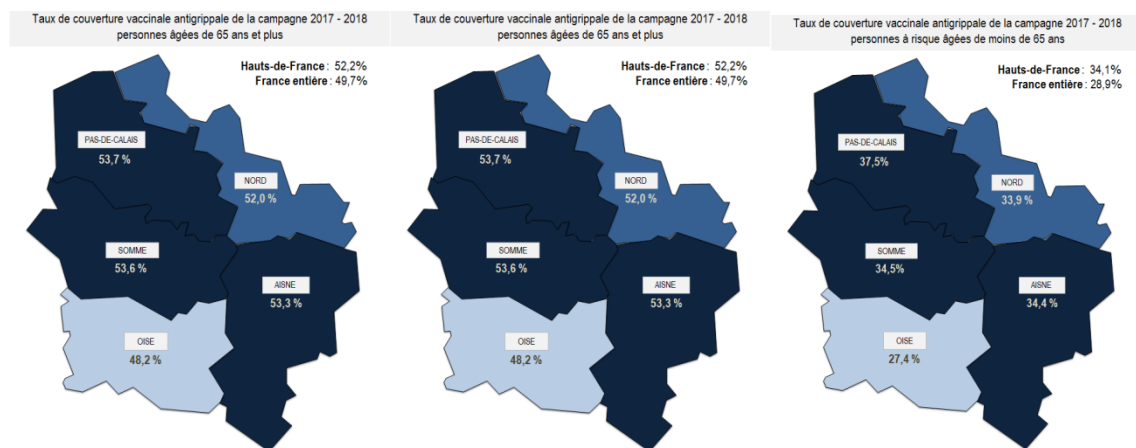 Taux de couverture vaccinale antigrippale de la campagne 2017 - 2018
personnes âgées de 65 ans et plus
Hauts-de-France : 52,2%
France entière : 49,7%
PAS-DE-CALAIS
53,7 %
NORD
52,0 %
SOMME
53,6 %
AISNE
53,3 %
OISE
48,2 %
Taux de couverture vaccinale antigrippale de la campagne 2017 - 2018
personnes âgées de 65 ans et plus
Hauts-de-France : 52,2%
France entière : 49,7%
PAS-DE-CALAIS
53,7 %
NORD
52,0 %
SOMME
53,6 %
AISNE
53,3 %
OISE
48,2 %
Taux de couverture vaccinale antigrippale de la campagne 2017 - 2018
personnes à risque âgées de moins de 65 ans
Hauts-de-France : 34,1%
France entière : 28,9%
PAS-DE-CALAIS
37,5%
NORD
33,9 %
SOMME
34,5%
AISNE
34,4 %
OISE
27,4 %